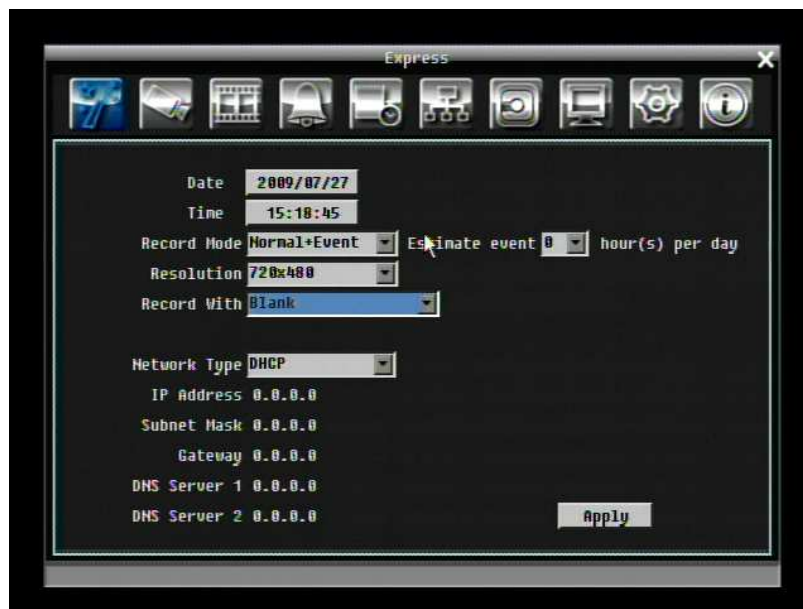 Express
Date 2009/07/27
Time 15:18:45
Record Mode Normal+Event Estimate event 0 hour(s) per day
Resolution 720x480
Record With Blank
Network Type DHCP
IP Address 0.0.0.0
Subnet Mask 0.0.0.0
Gateway 0.0.0.0
DNS Server 1 0.0.0.0
DNS Server 2 0.0.0.0
Apply